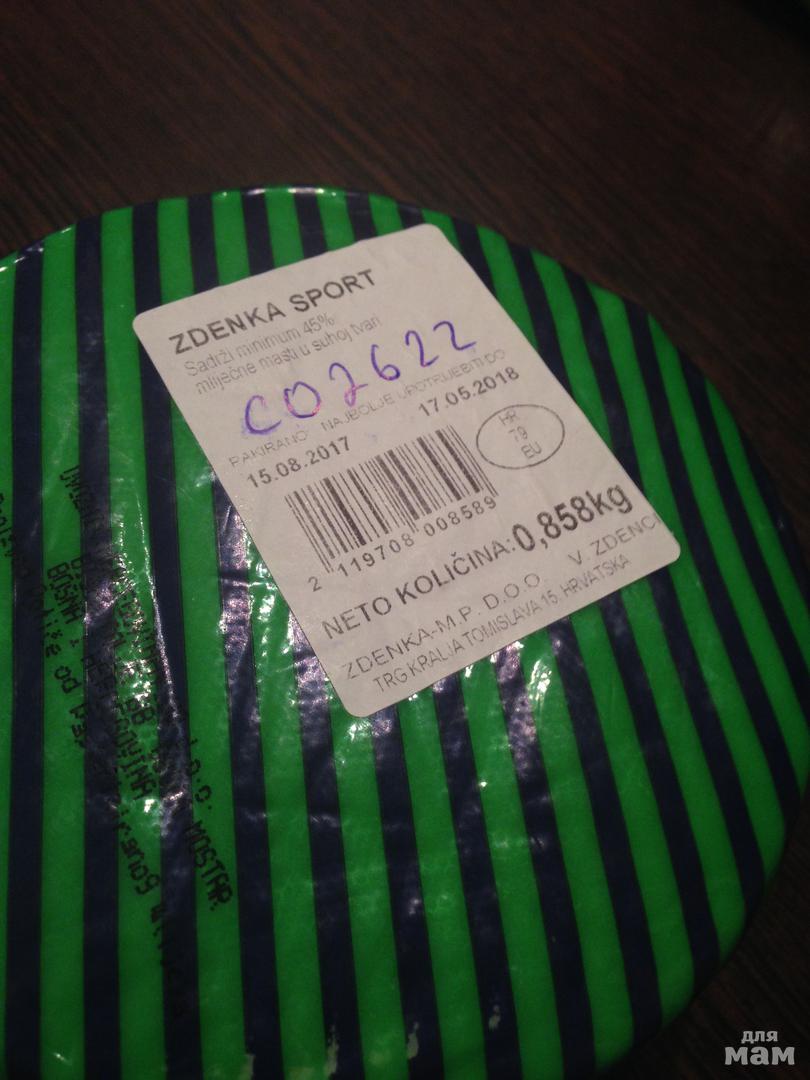 ZDENKA SPORT
Sadrži minimum 45%
mliječne masti u suhoj tvari
CO2622
PAKIRANO: NAJBOLJE UPOTRIJEBITI DO
15.08.2017 17.05.2018
HR
79
EU
2 119708 008589
NETO KOLIČINA: 0,858kg
ZDENKA-M.P. D.O.O. V. ZDENCI
TRG KRALJA TOMISLAVA 15, HRVATSKA
D.O.O. MOSTAR
для
мам